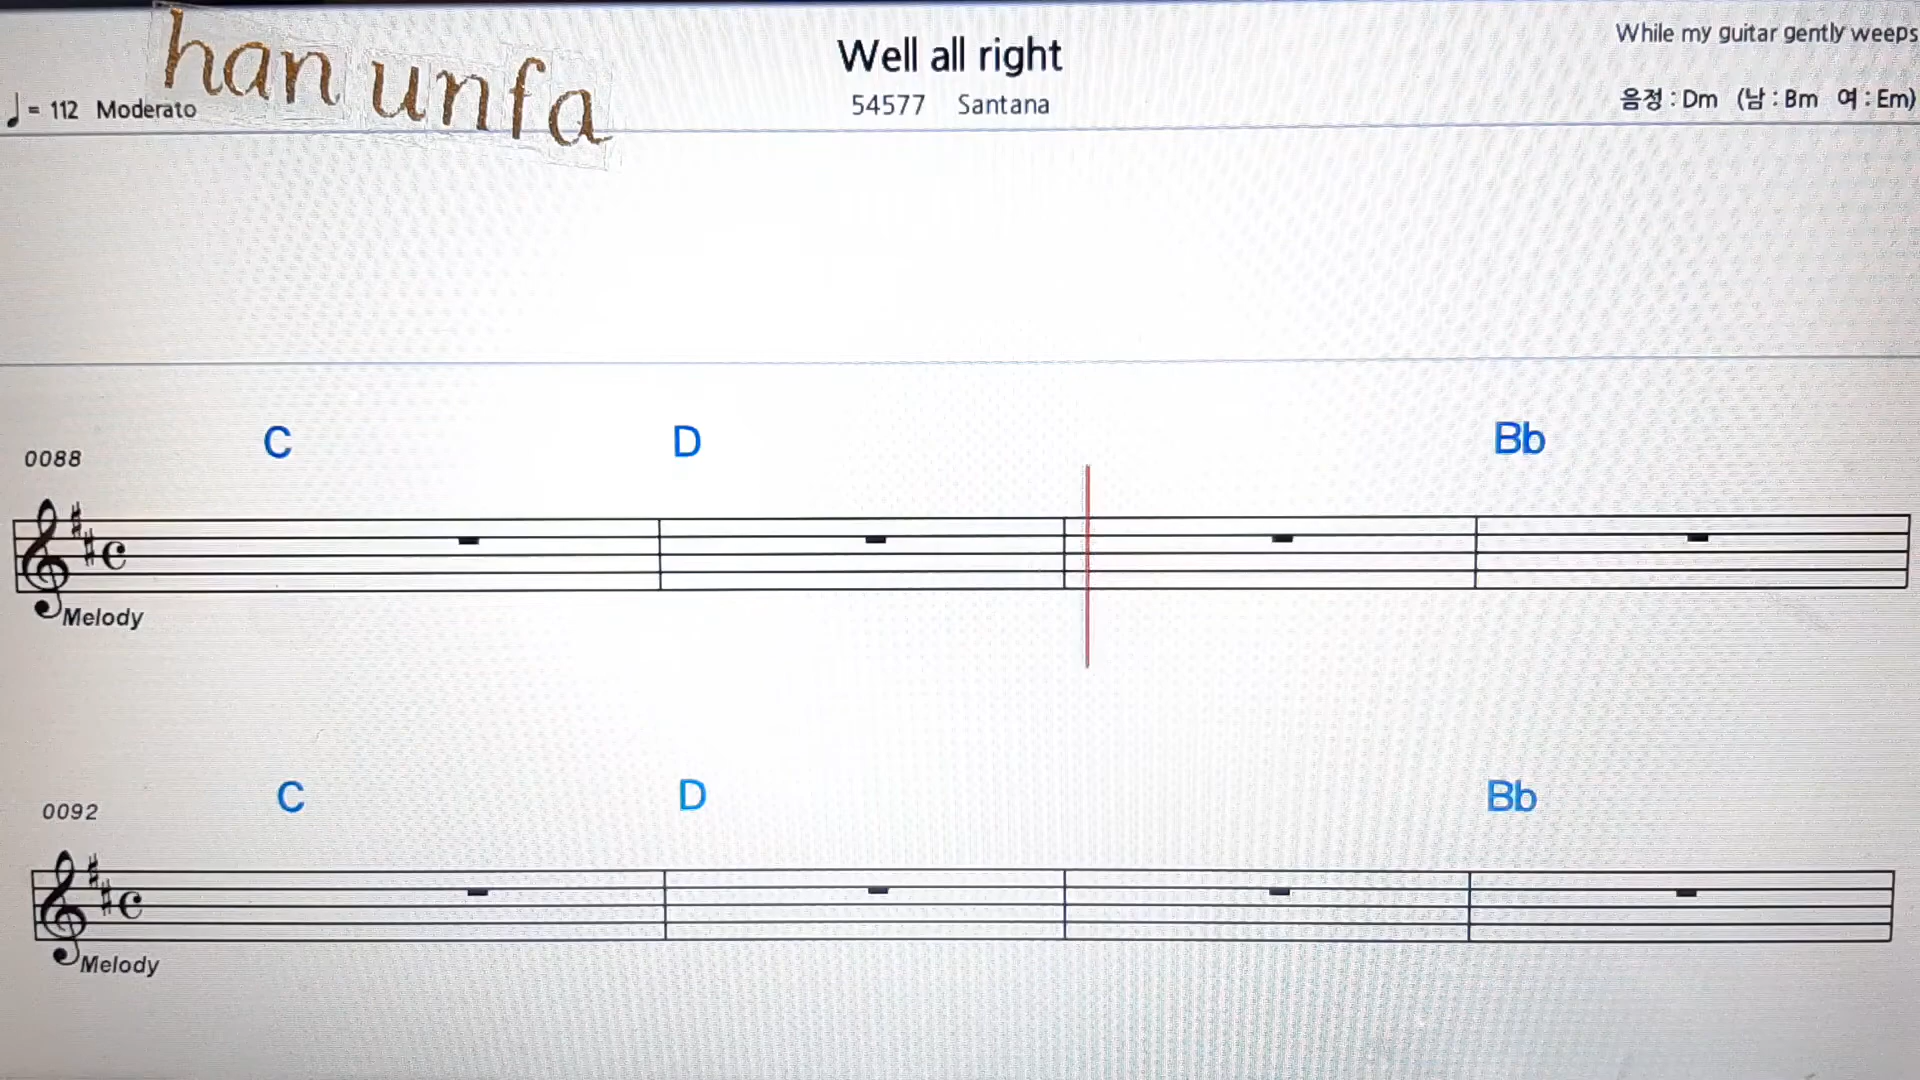 han unfa
Well all right
While my guitar gently weeps
♩= 112 Moderato
54577 Santana
음정 : Dm (남 : Bm 여 : Em)
C D Bb
0088
Melody
C D Bb
0092
Melody